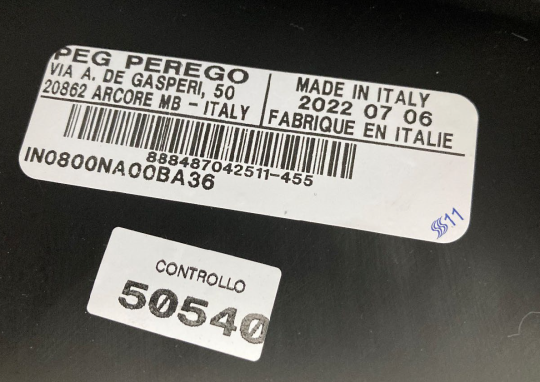 PEG PEREGO
VIA A. DE GASPERI, 50
20862 ARCORE MB - ITALY
MADE IN ITALY
2022 07 06
FABRIQUE EN ITALIE
888487042511-455
IN0800NA00BA36
SSS11
CONTROLLO
50540